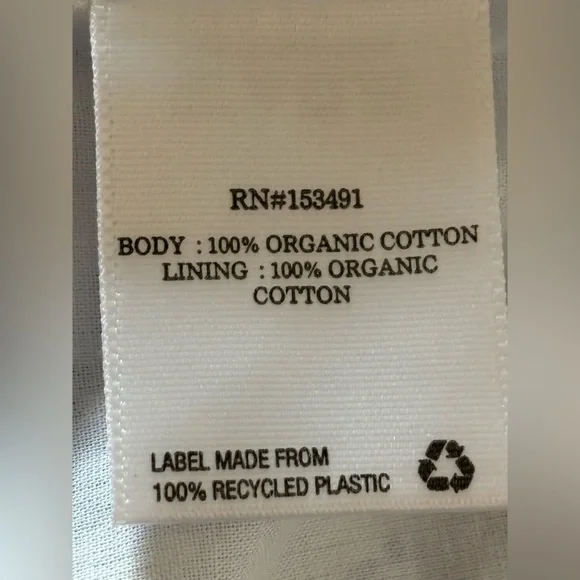 RN#153491
BODY : 100% ORGANIC COTTON
LINING : 100% ORGANIC
COTTON
LABEL MADE FROM
100% RECYCLED PLASTIC